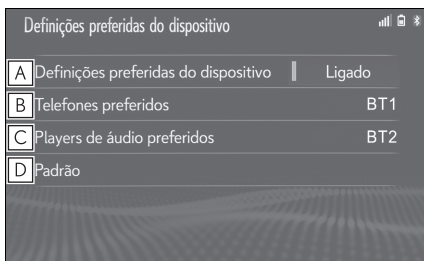 Definições preferidas do dispositivo
A Definições preferidas do dispositivo Ligado
B Telefones preferidos BT1
C Players de áudio preferidos BT2
D Padrão